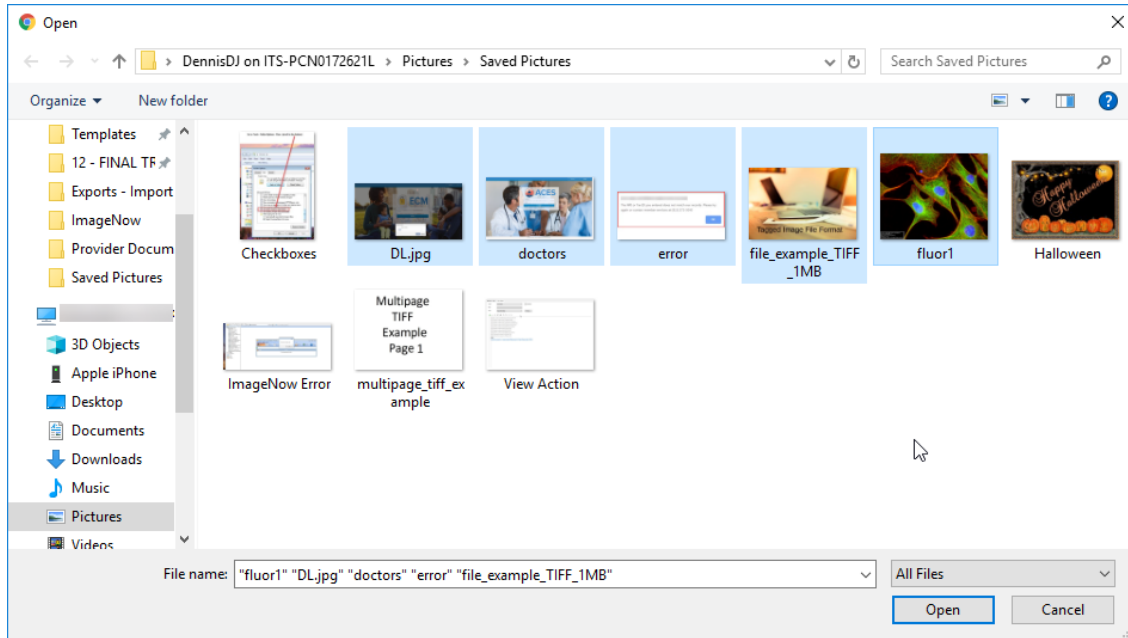 Open
DennisDJ on ITS-PCN0172621L > Pictures > Saved Pictures
Search Saved Pictures
Organize
New folder
Templates
12 - FINAL TR
Exports - Import
ImageNow
Provider Docum
Saved Pictures
3D Objects
Apple iPhone
Desktop
Documents
Downloads
Music
Pictures
Videos
Checkboxes
ECM
DL.jpg
ACES
doctors
error
Tagged Image File Format
file_example_TIFF
_1MB
fluor1
Happy
Halloween
Halloween
ImageNow Error
Multipage
TIFF
Example
Page 1
multipage_tiff_ex
ample
View Action
File name:
"fluor1" "DL.jpg" "doctors" "error" "file_example_TIFF_1MB"
All Files
Open
Cancel